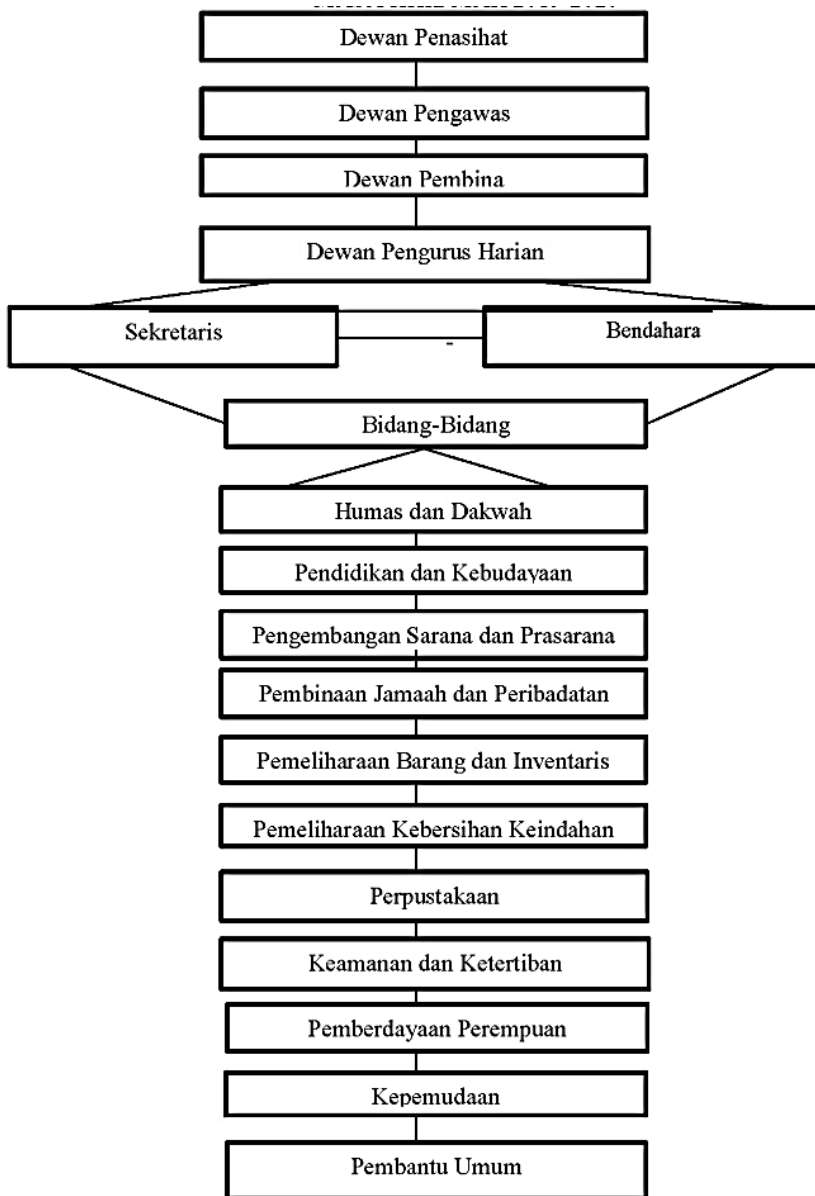 Dewan Penasihat
Dewan Pengawas
Dewan Pembina
Dewan Pengurus Harian
Sekretaris
Bendahara
Bidang-Bidang
Humas dan Dakwah
Pendidikan dan Kebudayaan
Pengembangan Sarana dan Prasarana
Pembinaan Jamaah dan Peribadatan
Pemeliharaan Barang dan Inventaris
Pemeliharaan Kebersihan Keindahan
Perpustakaan
Keamanan dan Ketertiban
Pemberdayaan Perempuan
Kepemudaan
Pembantu Umum